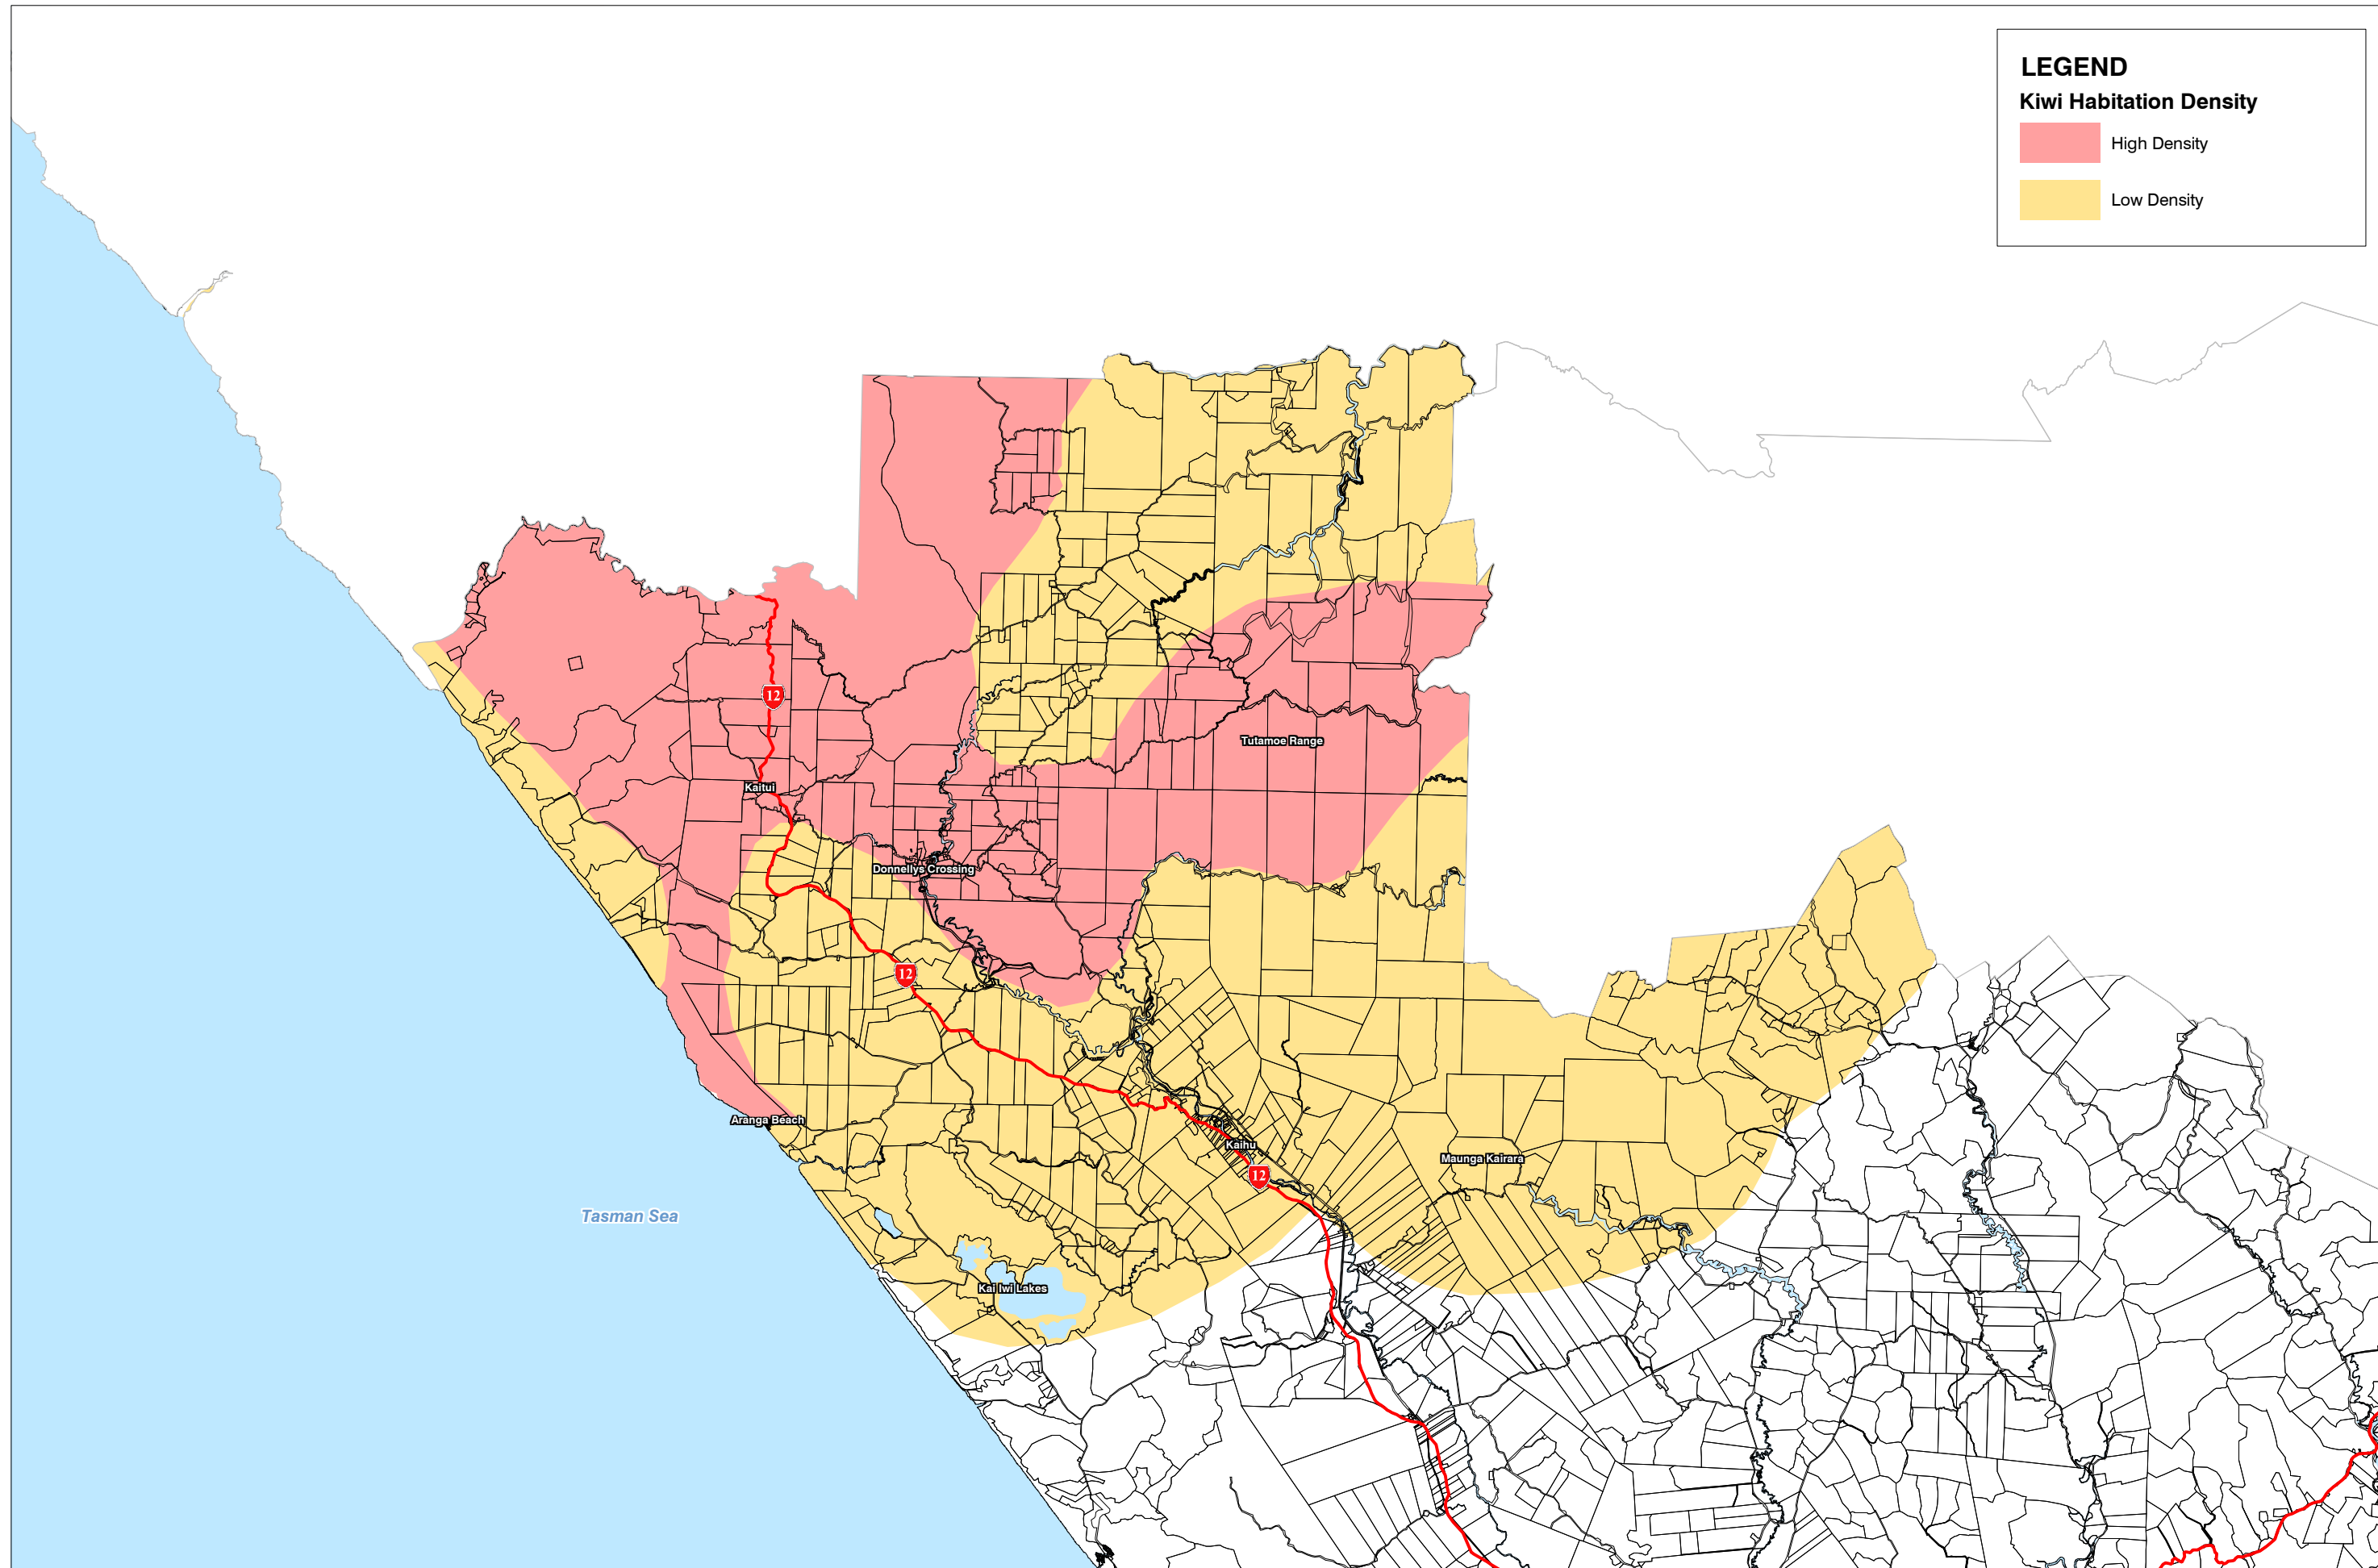 LEGEND
Kiwi Habitation Density
High Density
Low Density
12
Tutamoe Range
Kaitui
Donnellys Crossing
12
Aranga Beach
Kaihu
Maunga Kairara
12
Tasman Sea
Kai Iwi Lakes